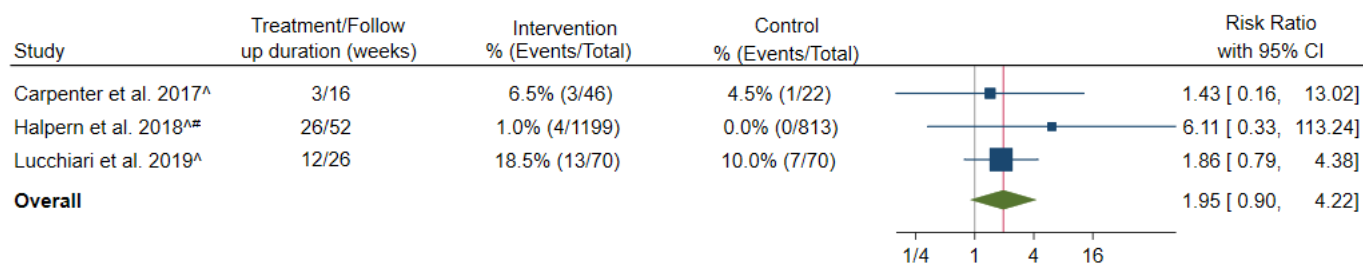 Treatment/Follow Intervention Control Risk Ratio
Study up duration (weeks) % (Events/Total) % (Events/Total) with 95% CI
Carpenter et al. 2017^ 3/16 6.5% (3/46) 4.5% (1/22) 1.43 [ 0.16, 13.02]
Halpern et al. 2018^# 26/52 1.0% (4/1199) 0.0% (0/813) 6.11 [ 0.33, 113.24]
Lucchiari et al. 2019^ 12/26 18.5% (13/70) 10.0% (7/70) 1.86 [ 0.79, 4.38]
Overall 1.95 [ 0.90, 4.22]
1/4 1 4 16